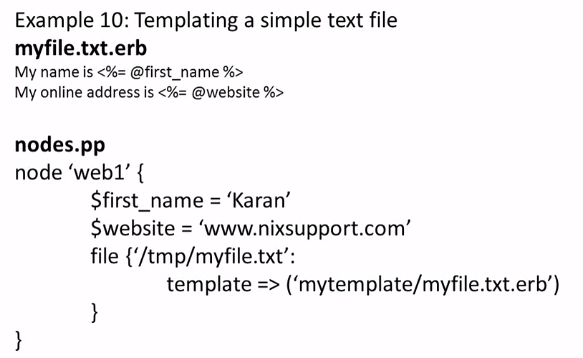 Example 10: Templating a simple text file
myfile.txt.erb
My name is <%= @first_name %>
My online address is <%= @website %>
nodes.pp
node ‘web1’ {
$first_name = ‘Karan’
$website = ‘www.nixsupport.com’
file {‘/tmp/myfile.txt’:
template => (‘mytemplate/myfile.txt.erb’)
}
}